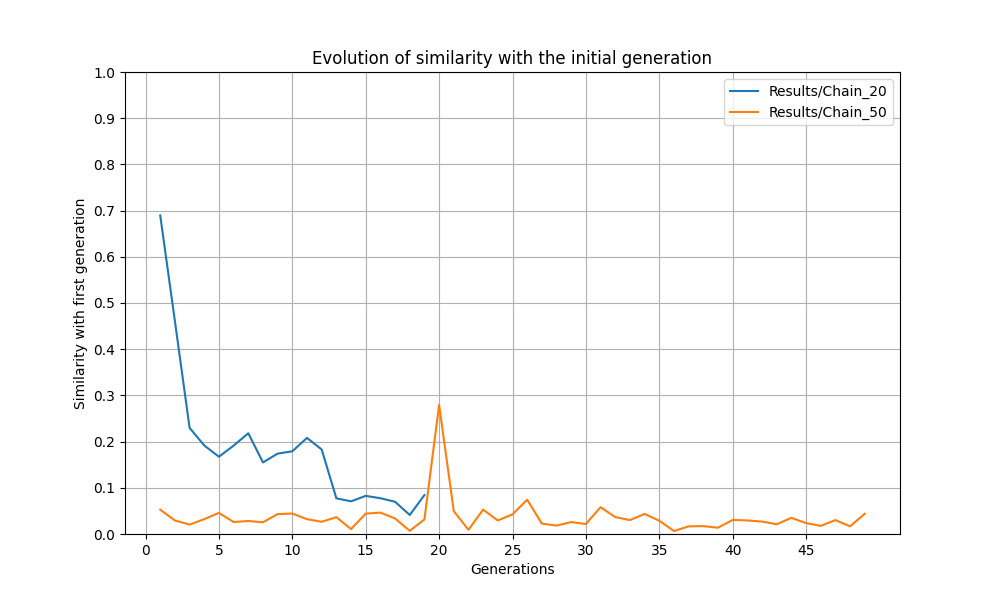 Evolution of similarity with the initial generation
1.0
0.9
0.8
0.7
0.6
0.5
0.4
0.3
0.2
0.1
0.0
Similarity with first generation
Results/Chain_20
Results/Chain_50
0 5 10 15 20 25 30 35 40 45
Generations